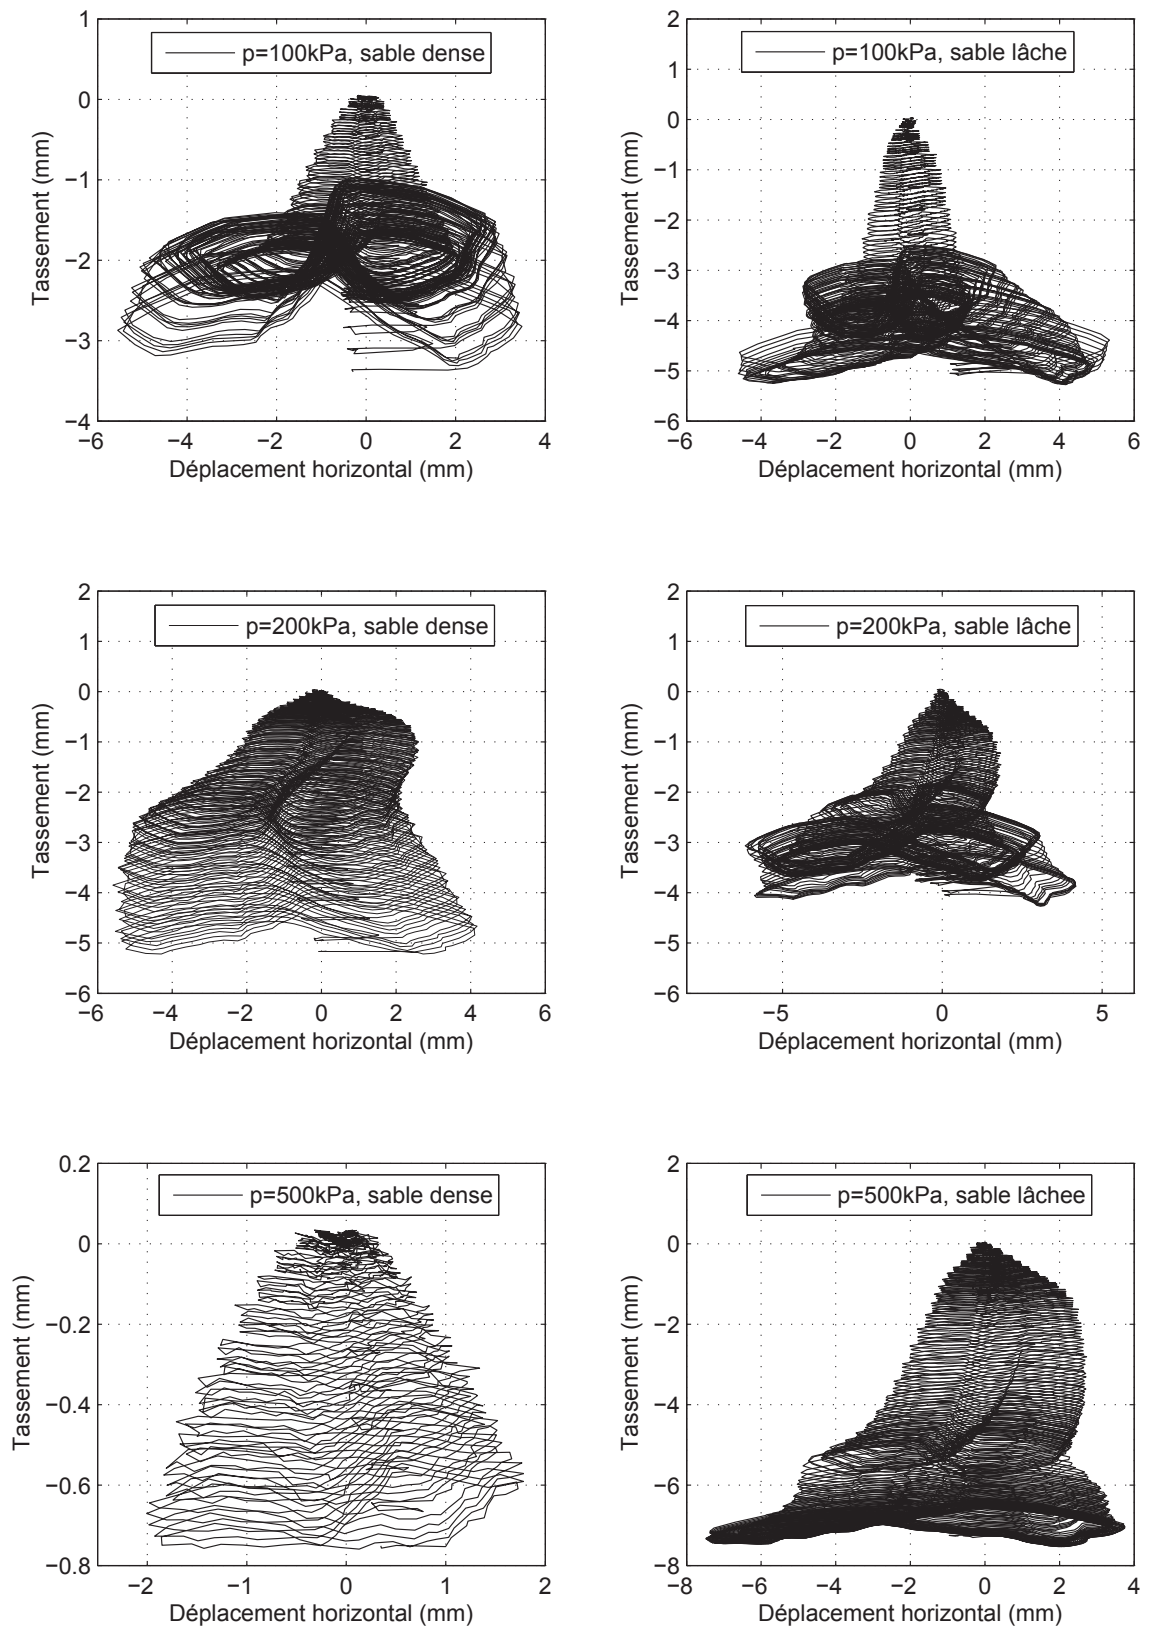 p=100kPa, sable dense
1
0
−1
−2
−3
−4
Tassement (mm)
−6 −4 −2 0 2 4
Déplacement horizontal (mm)
p=100kPa, sable lâche
2
1
0
−1
−2
−3
−4
−5
−6
Tassement (mm)
−6 −4 −2 0 2 4 6
Déplacement horizontal (mm)
p=200kPa, sable dense
2
1
0
−1
−2
−3
−4
−5
−6
Tassement (mm)
−6 −4 −2 0 2 4 6
Déplacement horizontal (mm)
p=200kPa, sable lâche
2
1
0
−1
−2
−3
−4
−5
−6
Tassement (mm)
−5 0 5
Déplacement horizontal (mm)
p=500kPa, sable dense
0.2
0
−0.2
−0.4
−0.6
−0.8
Tassement (mm)
−2 −1 0 1 2
Déplacement horizontal (mm)
p=500kPa, sable lâchee
2
0
−2
−4
−6
−8
Tassement (mm)
−8 −6 −4 −2 0 2 4
Déplacement horizontal (mm)